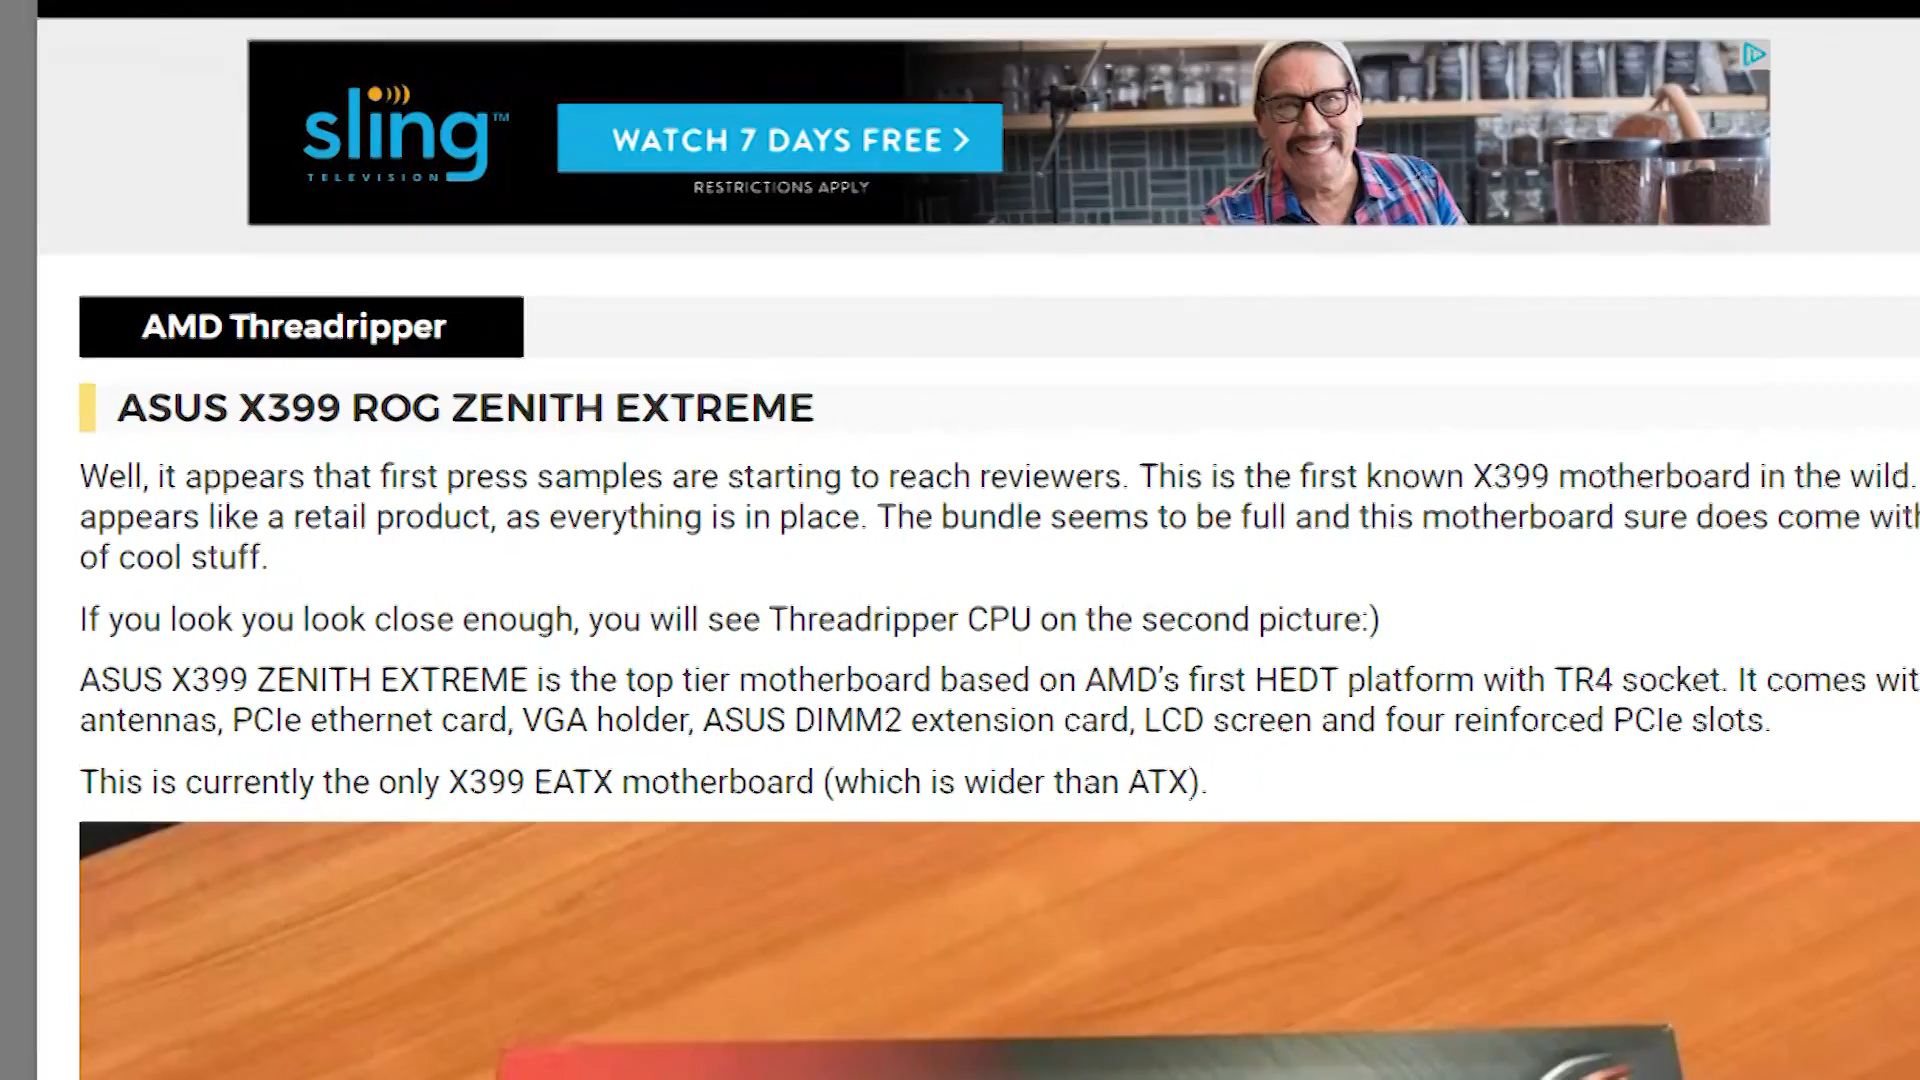 sling™
TELEVISION
WATCH 7 DAYS FREE >
RESTRICTIONS APPLY
AMD Threadripper
ASUS X399 ROG ZENITH EXTREME
Well, it appears that first press samples are starting to reach reviewers. This is the first known X399 motherboard in the wild.
appears like a retail product, as everything is in place. The bundle seems to be full and this motherboard sure does come with
of cool stuff.
If you look you look close enough, you will see Threadripper CPU on the second picture:)
ASUS X399 ZENITH EXTREME is the top tier motherboard based on AMD’s first HEDT platform with TR4 socket. It comes wit
antennas, PCIe ethernet card, VGA holder, ASUS DIMM2 extension card, LCD screen and four reinforced PCIe slots.
This is currently the only X399 EATX motherboard (which is wider than ATX).